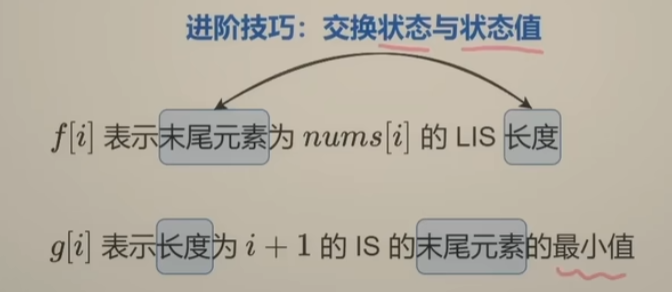 进阶技巧：交换状态与状态值
f[i] 表示末尾元素为 nums[i] 的 LIS 长度
g[i] 表示长度为 i + 1 的 IS 的末尾元素的最小值